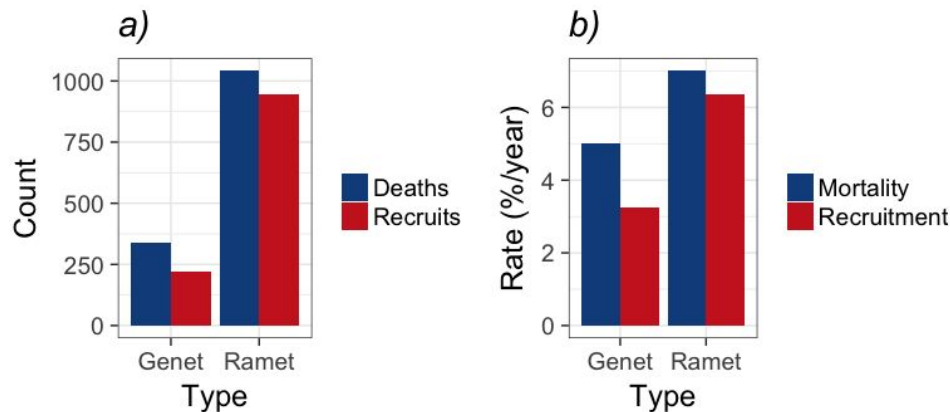 a)
1000
750
500
250
0
Count
Genet Ramet
Type
Deaths
Recruits
b)
6
4
2
0
Rate (%/year)
Genet Ramet
Type
Mortality
Recruitment